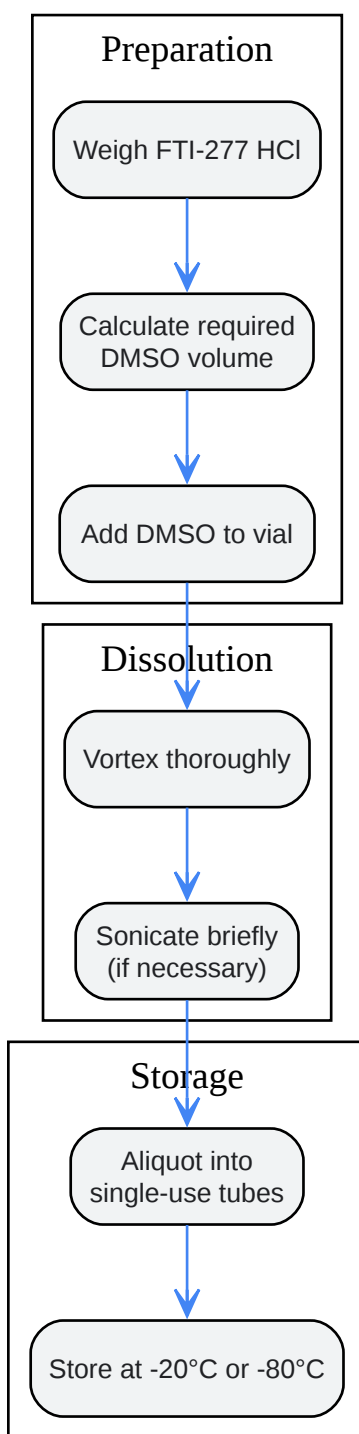 Preparation
Weigh FTI-277 HCl
Calculate required
DMSO volume
Add DMSO to vial
Dissolution
Vortex thoroughly
Sonicate briefly
(if necessary)
Storage
Aliquot into
single-use tubes
Store at -20°C or -80°C